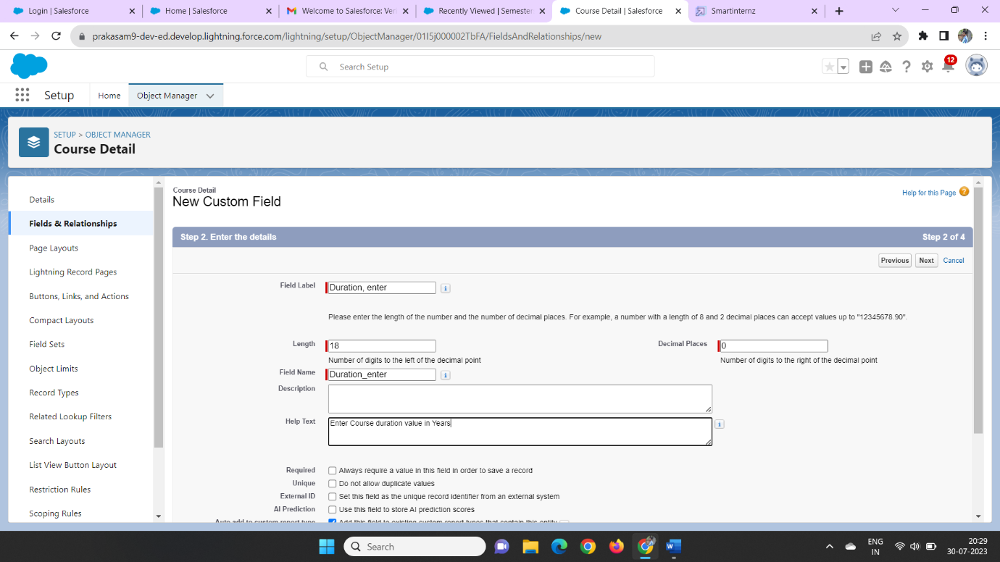 Login | Salesforce
Home | Salesforce
Welcome to Salesforce: Ver
Recently Viewed | Semester
Course Detail | Salesforce
Smartinternz
prakasam9-dev-ed.develop.lightning.force.com/lightning/setup/ObjectManager/01I5j000002TbFA/FieldsAndRelationships/new
Search Setup
12
Setup
Home
Object Manager
SETUP > OBJECT MANAGER
Course Detail
Details
Fields & Relationships
Page Layouts
Lightning Record Pages
Buttons, Links, and Actions
Compact Layouts
Field Sets
Object Limits
Record Types
Related Lookup Filters
Search Layouts
List View Button Layout
Restriction Rules
Scoping Rules
Course Detail
New Custom Field
Help for this Page ?
Step 2. Enter the details
Step 2 of 4
Previous Next Cancel
Field Label Duration, enter i
Please enter the length of the number and the number of decimal places. For example, a number with a length of 8 and 2 decimal places can accept values up to "12345678.90".
Length 18 Decimal Places 0
Number of digits to the left of the decimal point Number of digits to the right of the decimal point
Field Name Duration_enter i
Description
Help Text Enter Course duration value in Years i
Required Always require a value in this field in order to save a record
Unique Do not allow duplicate values
External ID Set this field as the unique record identifier from an external system
AI Prediction Use this field to store AI prediction scores
Auto add to custom report type Add this field to existing custom report types that contain this entity
Search
ENG
IN
20:29
30-07-2023